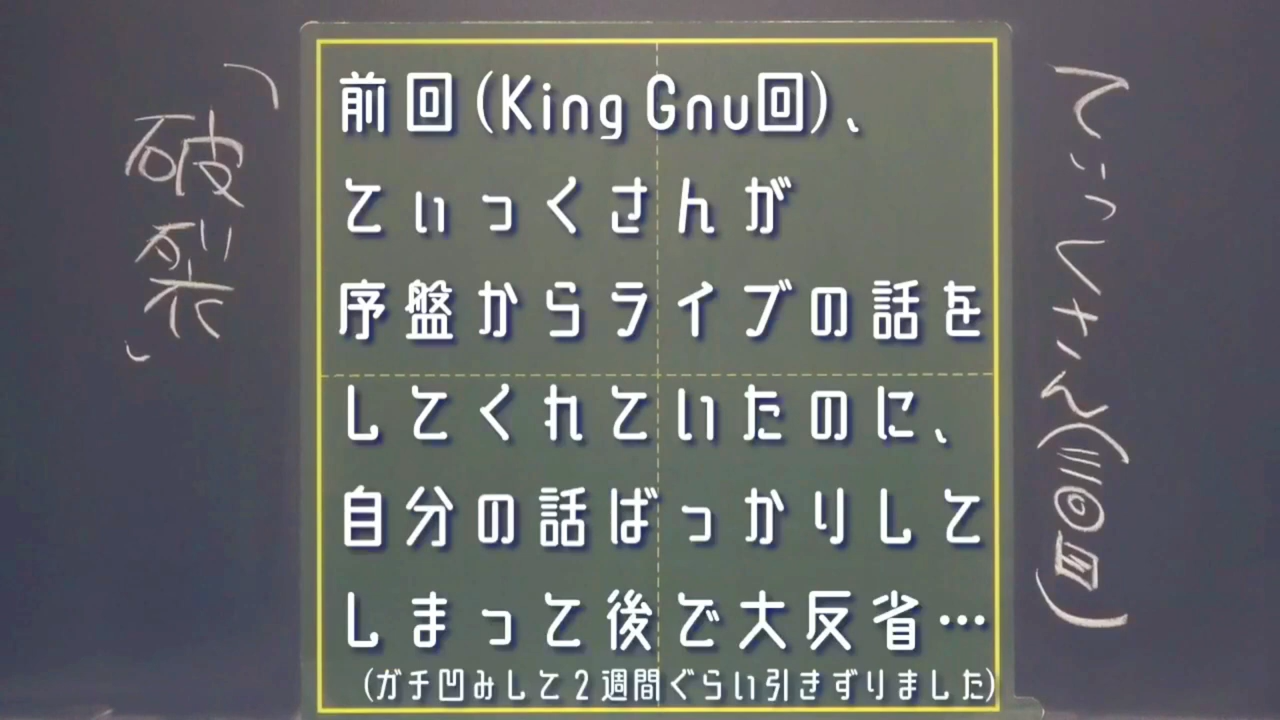 てぃっくさん(三回目)
前回(King Gnu回)、
てぃっくさんが
序盤からライブの話を
してくれていたのに、
自分の話ばっかりして
しまって後で大反省…
(ガチ凹みして2週間ぐらい引きずりました)
「破裂」